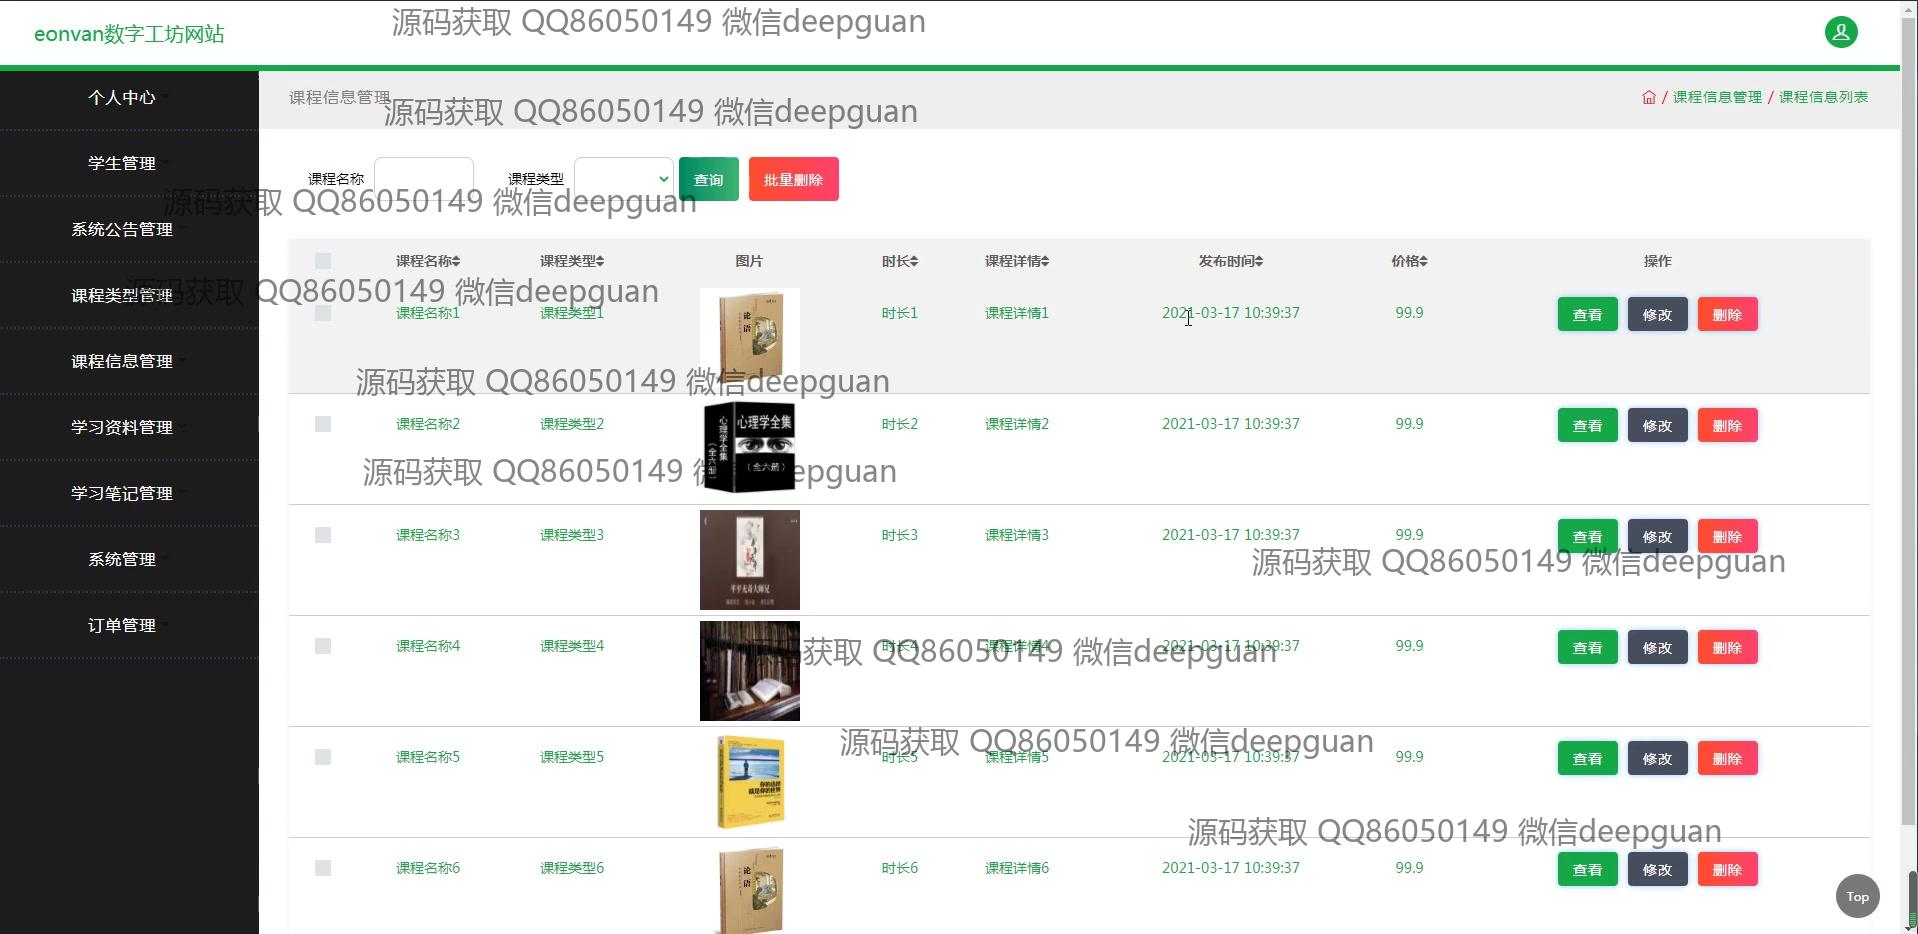 源码获取 QQ86050149 微信deepguan
eonvan数字工坊网站
个人中心
学生管理
系统公告管理
课程类型管理
课程信息管理
学习资料管理
学习笔记管理
系统管理
订单管理
课程信息管理
源码获取 QQ86050149 微信deepguan
/ 课程信息管理 / 课程信息列表
课程名称 课程类型 查询 批量删除
源码获取 QQ86050149 微信deepguan
课程名称 课程类型 图片 时长 课程详情 发布时间 价格 操作
源码获取 QQ86050149 微信deepguan
课程名称1 课程类型1 论语 时长1 课程详情1 2021-03-17 10:39:37 99.9 查看 修改 删除
源码获取 QQ86050149 微信deepguan
课程名称2 课程类型2 时长2 课程详情2 2021-03-17 10:39:37 99.9 查看 修改 删除
心理学全集
(全六册)
心理学全集
(全六册)
源码获取 QQ86050149 微 epguan
课程名称3 课程类型3 时长3 课程详情3 2021-03-17 10:39:37 99.9 查看 修改 删除
平平无奇大师兄
源码获取 QQ86050149 微信deepguan
课程名称4 课程类型4 时长4 课程详情4 2021-03-17 10:39:37 99.9 查看 修改 删除
获取 QQ86050149 微信deepguan
源码获取 QQ86050149 微信deepguan
课程名称5 课程类型5 时长5 课程详情5 2021-03-17 10:39:37 99.9 查看 修改 删除
你的选择
就是你的世界
源码获取 QQ86050149 微信deepguan
课程名称6 课程类型6 论语 时长6 课程详情6 2021-03-17 10:39:37 99.9 查看 修改 删除
Top